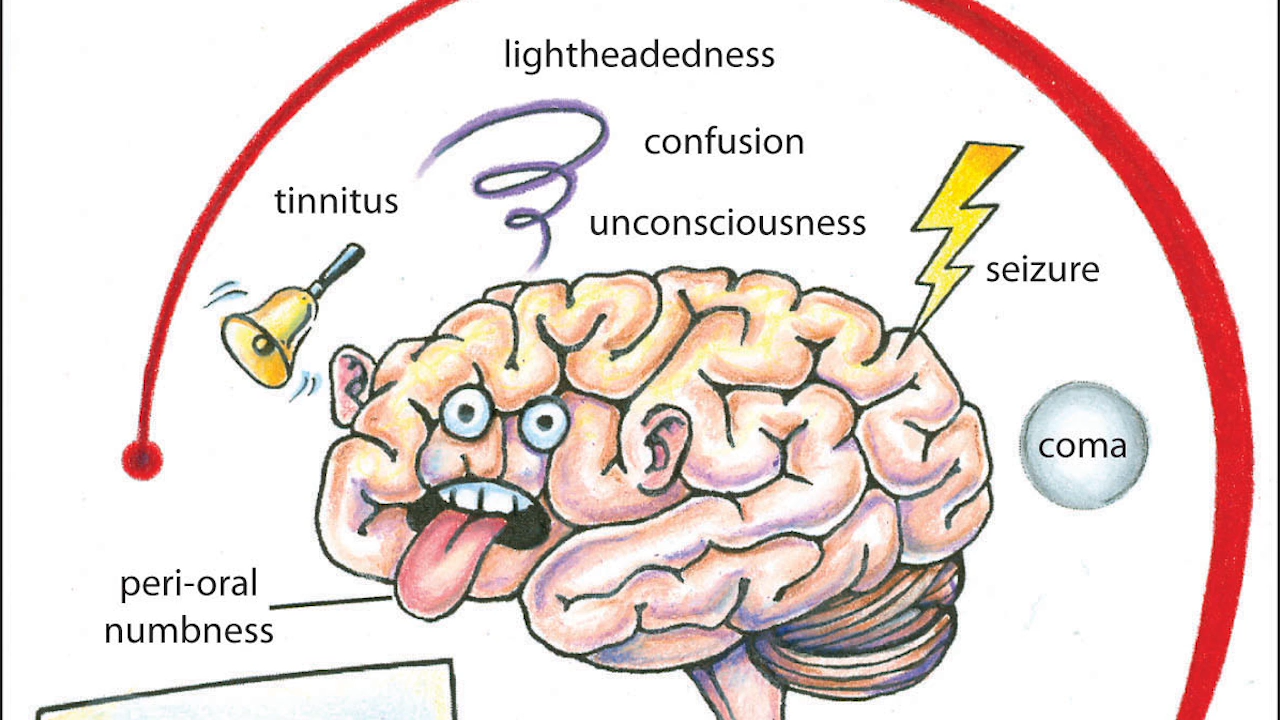 lightheadedness
confusion
tinnitus
unconsciousness
seizure
coma
peri-oral
numbness